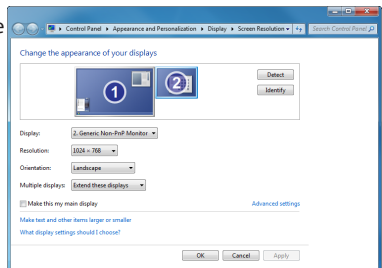 e
Control Panel ▸ Appearance and Personalization ▸ Display ▸ Screen Resolution
Search Control Panel
Change the appearance of your displays
1
2
Detect
Identify
Display: 2. Generic Non-PnP Monitor
Resolution: 1024 × 768
Orientation: Landscape
Multiple displays: Extend these displays
Make this my main display
Advanced settings
Make text and other items larger or smaller
What display settings should I choose?
OK Cancel Apply